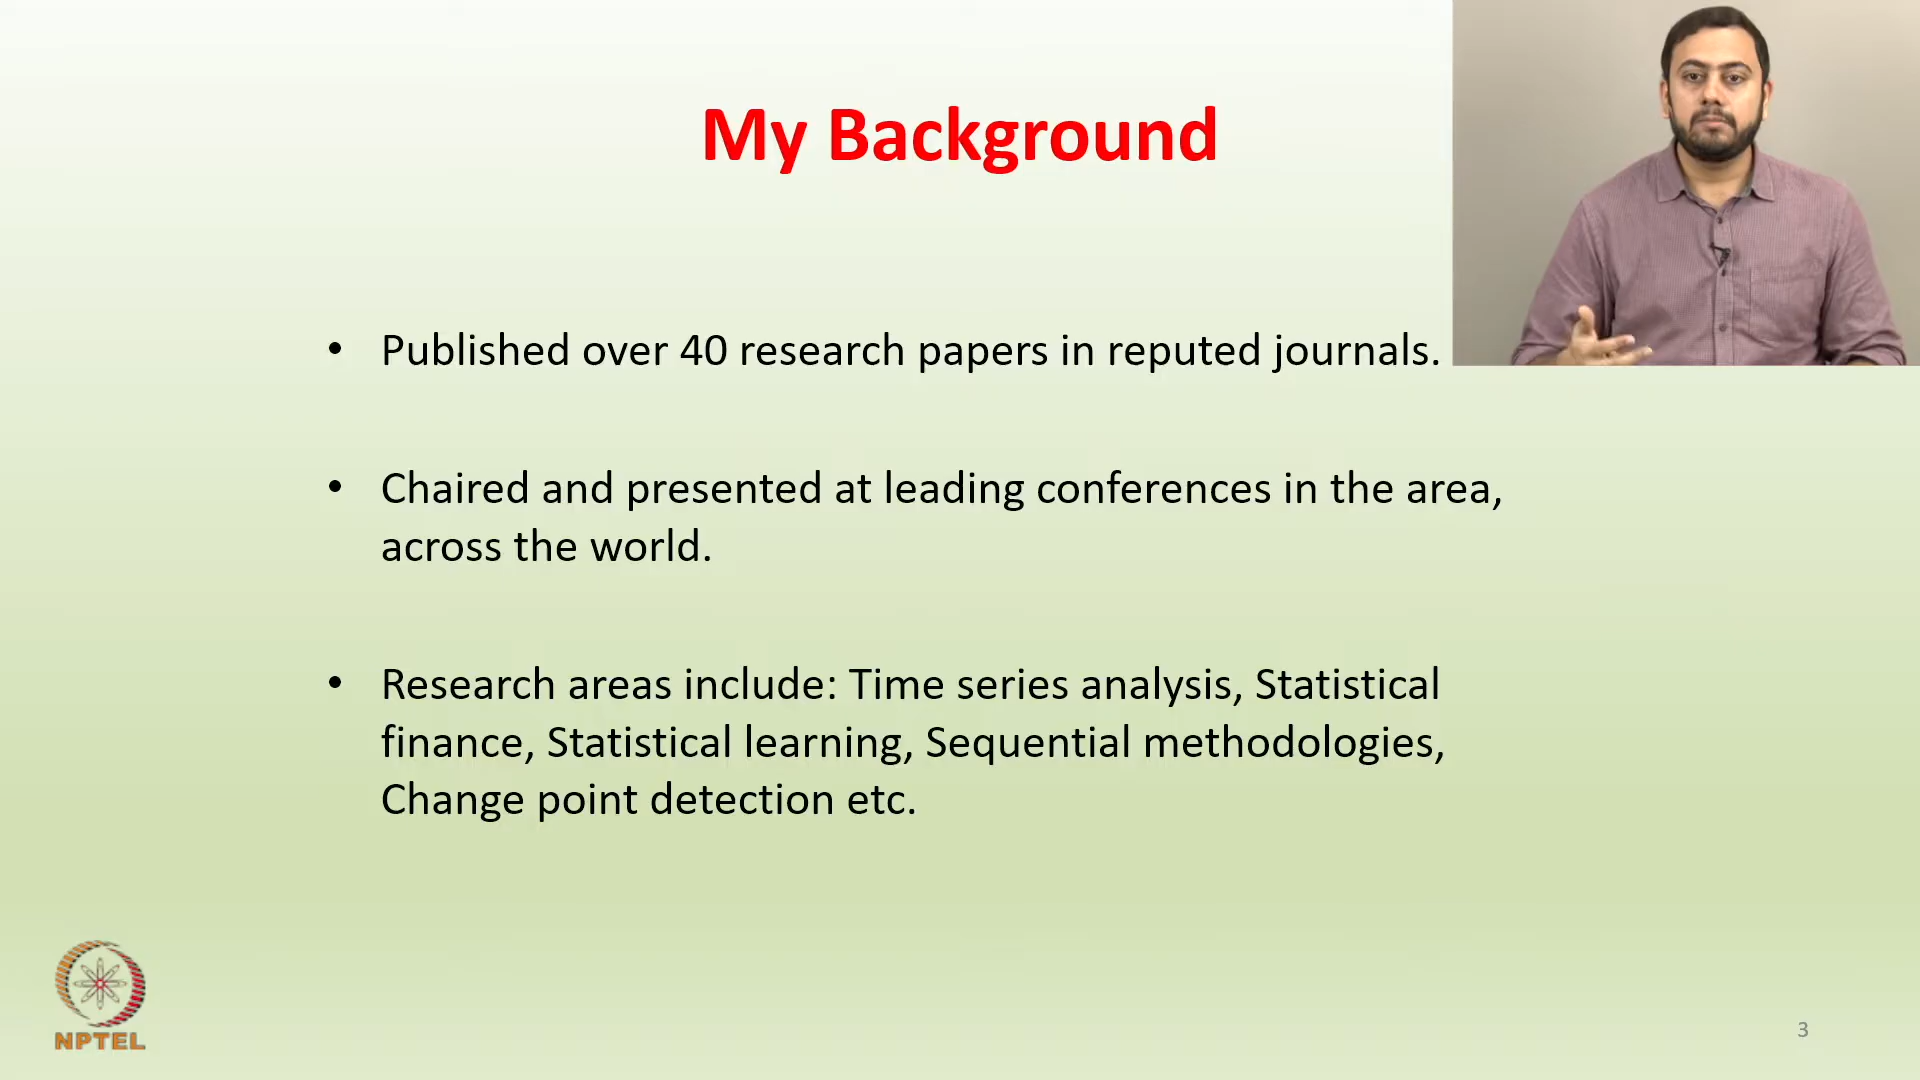 My Background
• Published over 40 research papers in reputed journals.
• Chaired and presented at leading conferences in the area,
across the world.
• Research areas include: Time series analysis, Statistical
finance, Statistical learning, Sequential methodologies,
Change point detection etc.
NPTEL
3